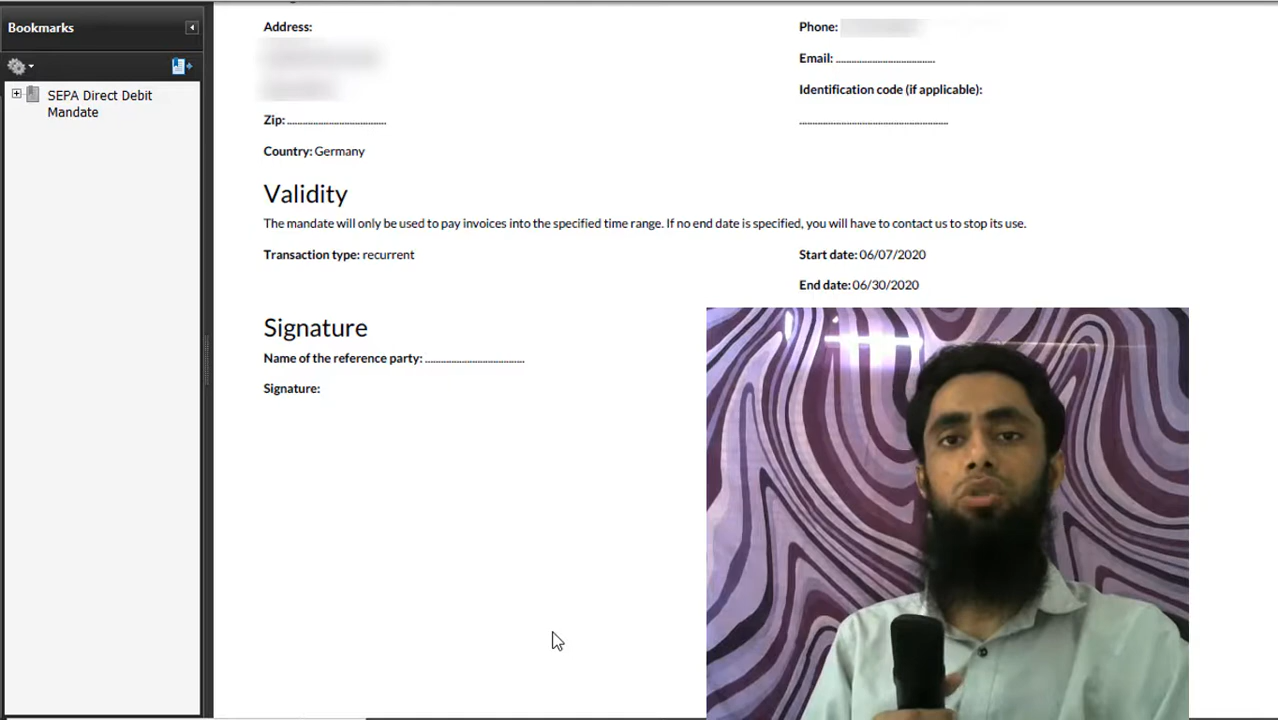 Bookmarks
SEPA Direct Debit
Mandate
Address:
Zip: ....................................
Country: Germany
Phone:
Email: ....................................
Identification code (if applicable):
......................................................
Validity
The mandate will only be used to pay invoices into the specified time range. If no end date is specified, you will have to contact us to stop its use.
Transaction type: recurrent
Start date: 06/07/2020
End date: 06/30/2020
Signature
Name of the reference party: ....................................
Signature: